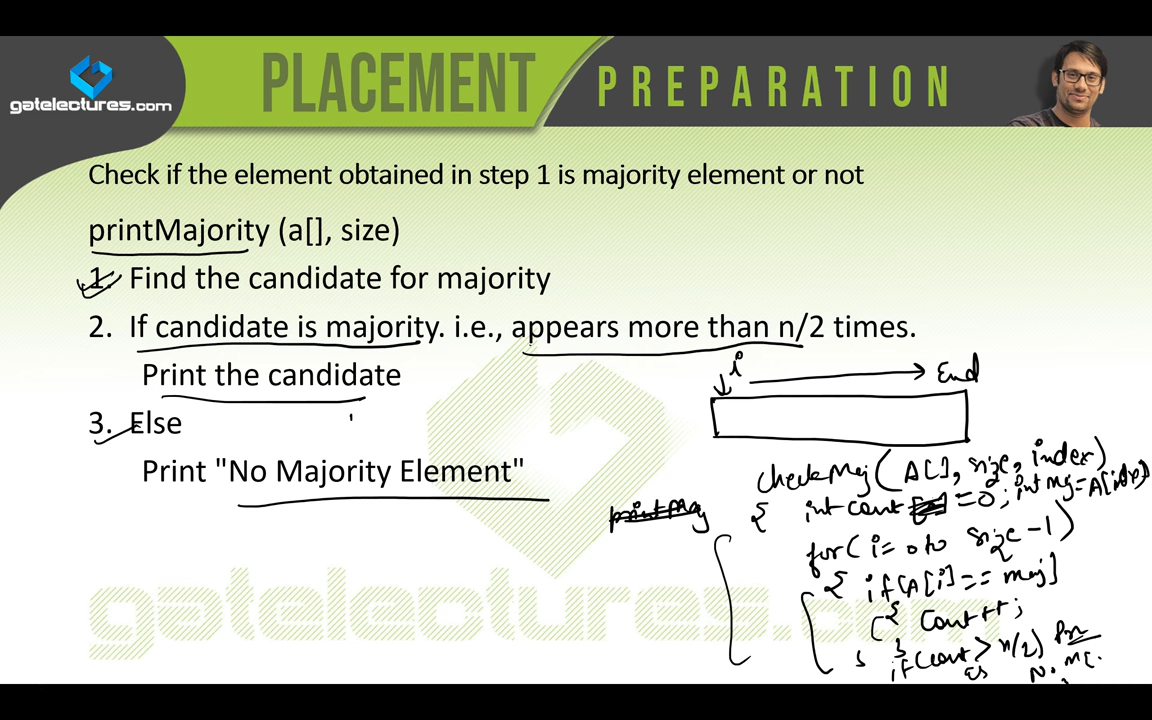 gatelectures.com
PLACEMENT PREPARATION
Check if the element obtained in step 1 is majority element or not
printMajority (a[], size)
1. Find the candidate for majority
2. If candidate is majority. i.e., appears more than n/2 times.
Print the candidate
3. Else
Print "No Majority Element"
i
End
checkMaj (A[], size, index)
{ int count =0; int maj=A[idx]
for( i= 0 to size -1)
{ if [A[i] == maj]
{ Count++;
}
if(count > n/2)
gatelectures.com